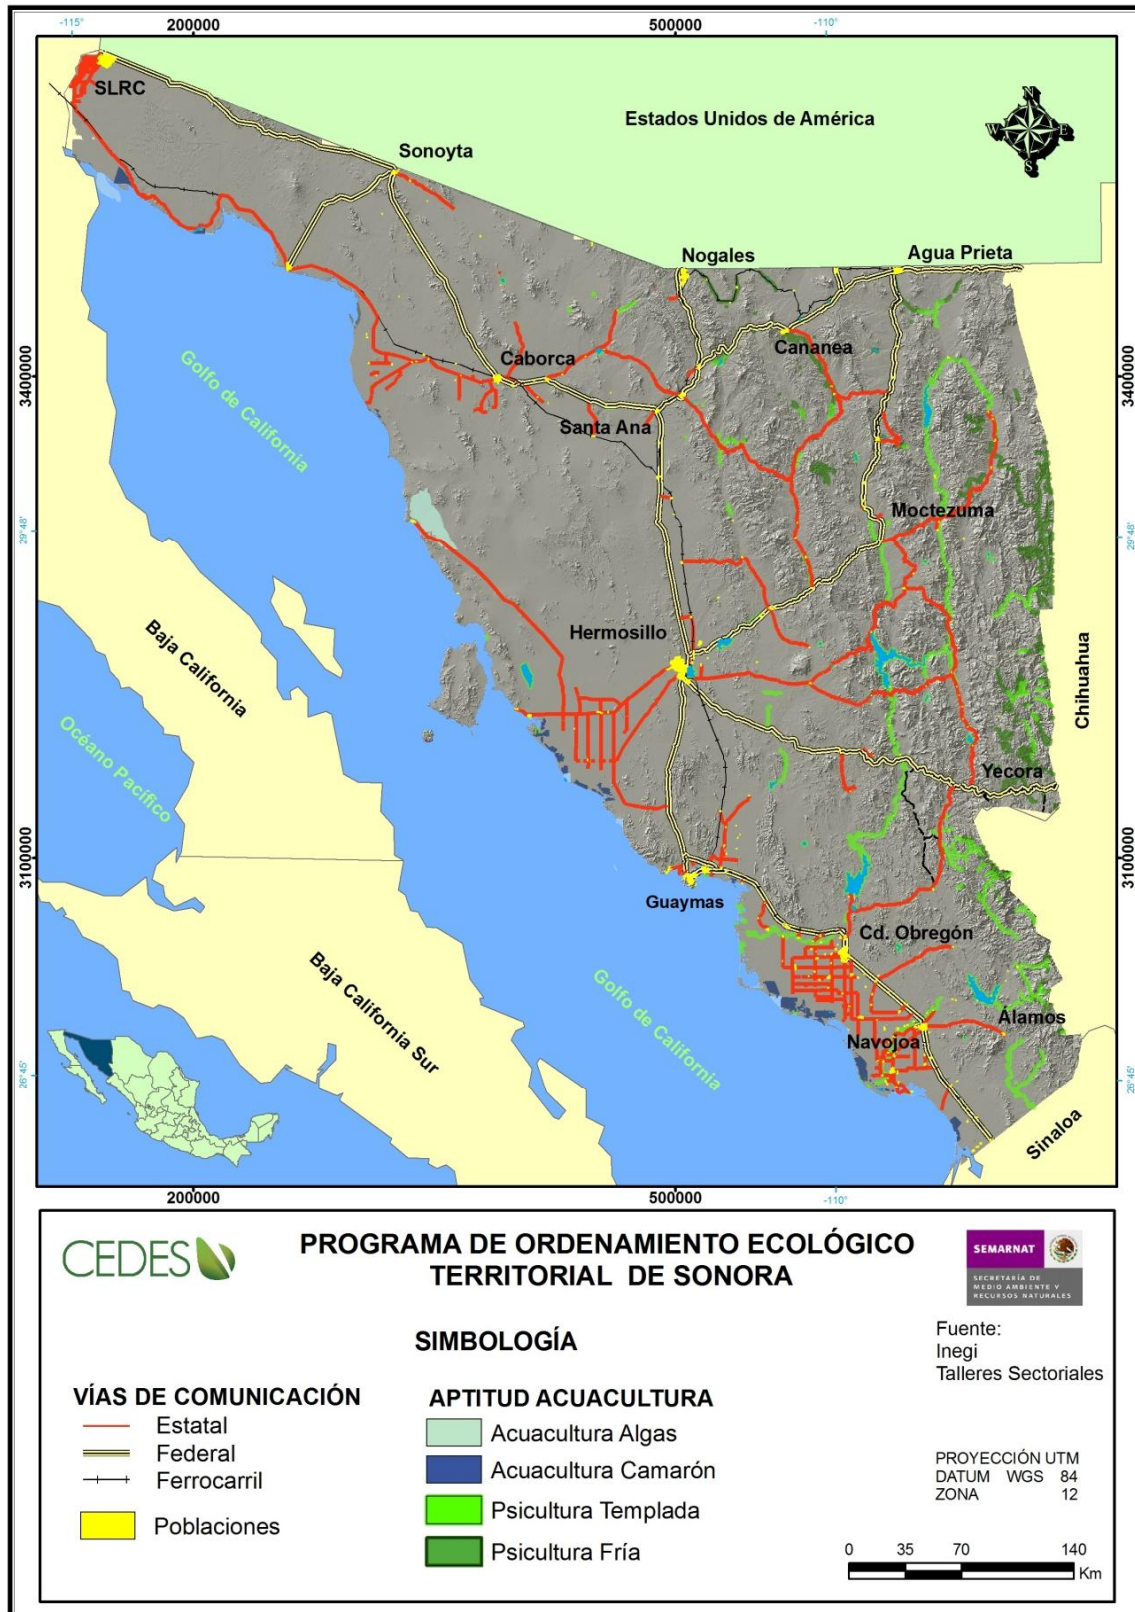 -115°
200000
500000
-110°
SLRC
Estados Unidos de América
N
W
E
S
Sonoyta
Nogales
Agua Prieta
3400000
Golfo de California
Caborca
Cananea
3400000
Santa Ana
29°48'
Moctezuma
29°48'
Baja California
Hermosillo
Chihuahua
Océano Pacífico
Yecora
3100000
3100000
Guaymas
Cd. Obregón
Baja California Sur
Golfo de California
Álamos
Navojoa
26°45'
26°45'
Sinaloa
200000
500000
-110°
CEDES
PROGRAMA DE ORDENAMIENTO ECOLÓGICO
TERRITORIAL DE SONORA
SEMARNAT
SECRETARÍA DE
MEDIO AMBIENTE Y
RECURSOS NATURALES
SIMBOLOGÍA
Fuente:
Inegi
Talleres Sectoriales
VÍAS DE COMUNICACIÓN
Estatal
Federal
Ferrocarril
Poblaciones
APTITUD ACUACULTURA
Acuacultura Algas
Acuacultura Camarón
Psicultura Templada
Psicultura Fría
PROYECCIÓN UTM
DATUM WGS 84
ZONA 12
0 35 70 140
Km